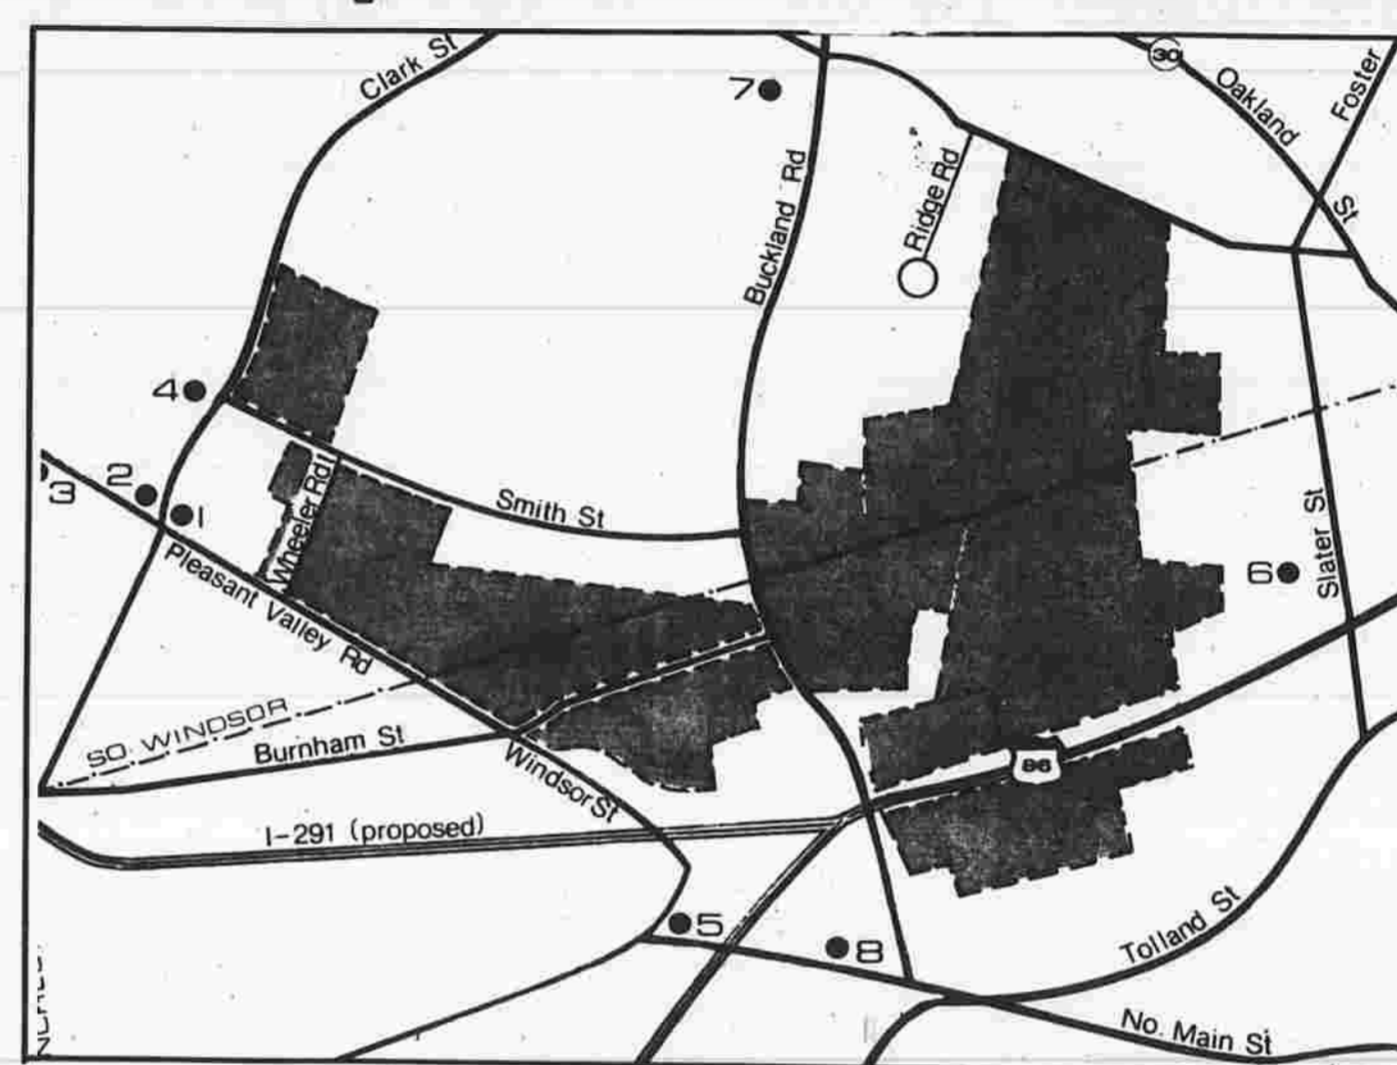 Clark St
7
30
Oakland
St
Foster
Buckland Rd
Ridge Rd
4
2
3
1
Wheeler Rd
Smith St
Pleasant Valley Rd
6
Slater St
SO. WINDSOR
Burnham St
Windsor St
86
I-291 (proposed)
5
8
Tolland St
No. Main St